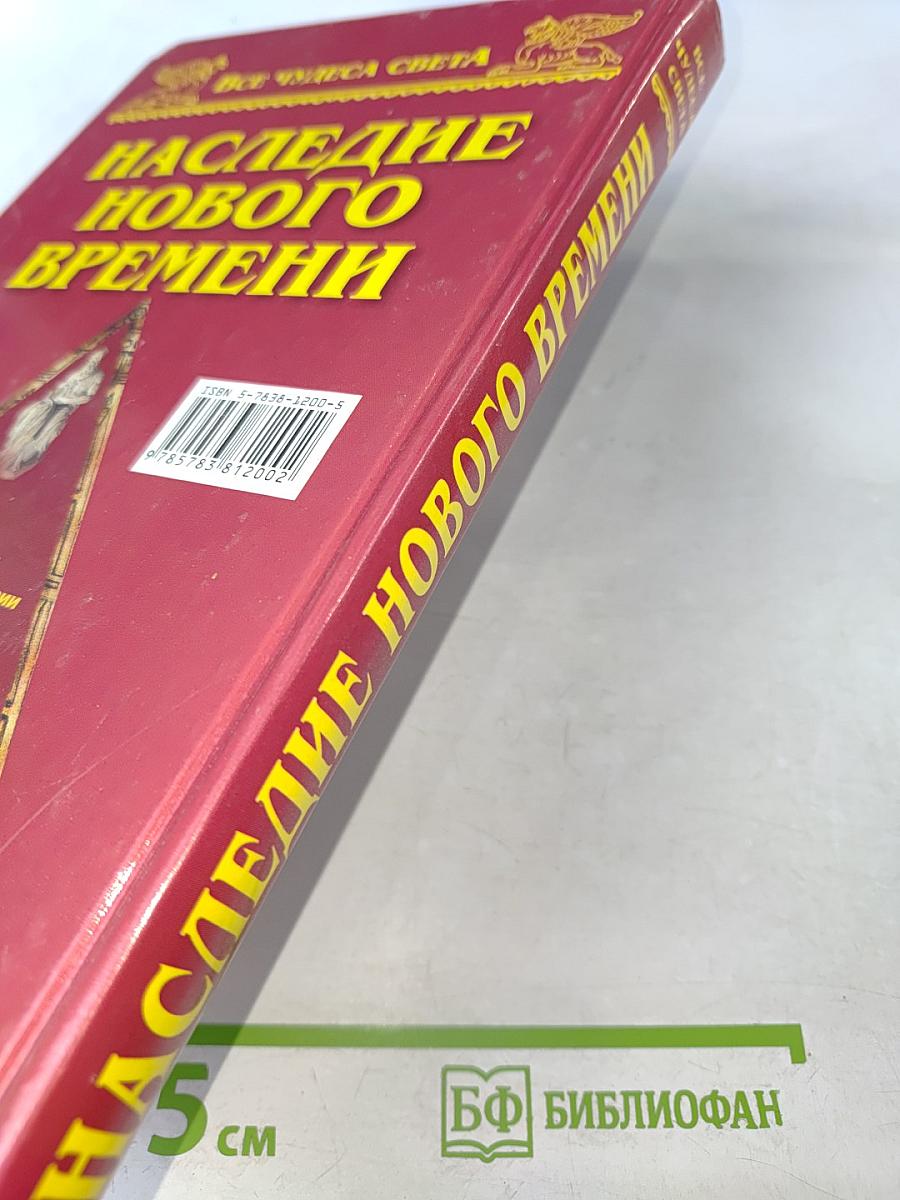 ВСЕ ЧУДЕСА СВЕТА
НАСЛЕДИЕ
НОВОГО
ВРЕМЕНИ
ISBN 5-7838-1200-5
9 785783 812002
НАСЛЕДИЕ НОВОГО ВРЕМЕНИ
5 см
БФ БИБЛИОФАН